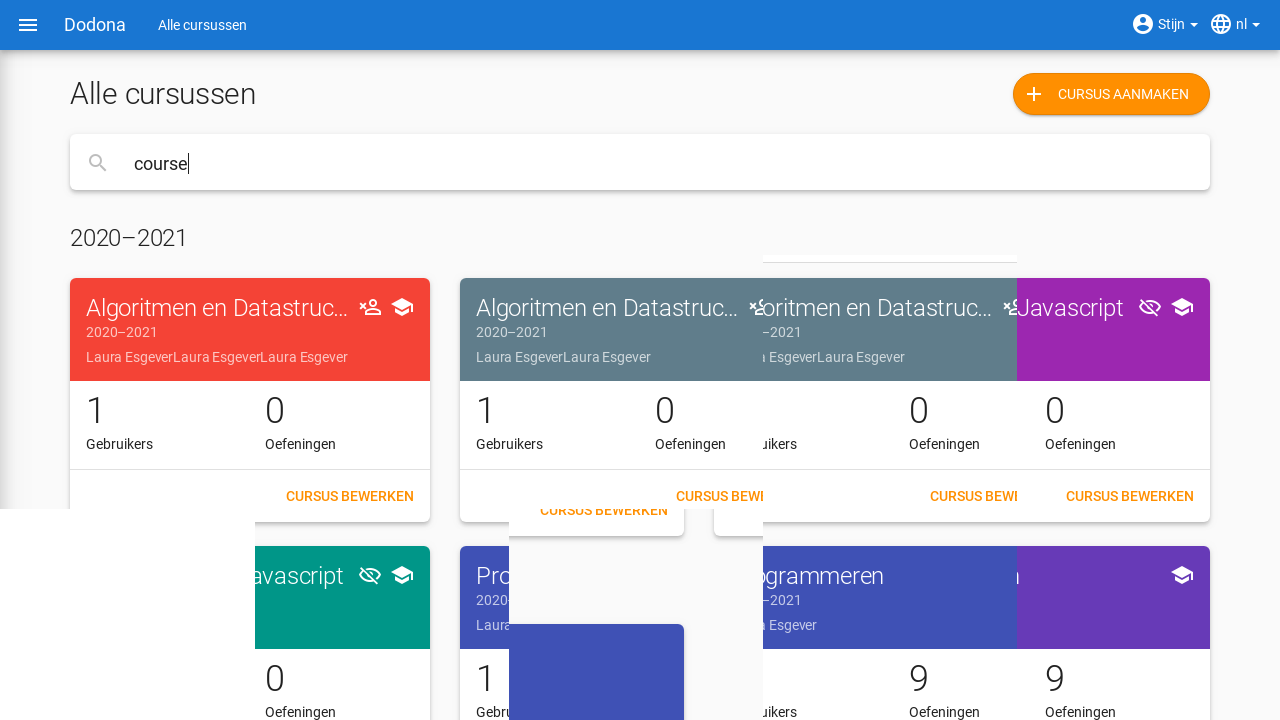 Dodona
Alle cursussen
Stijn
nl
Alle cursussen
CURSUS AANMAKEN
course
2020–2021
Algoritmen en Datastruc...
2020–2021
Laura EsgeverLaura EsgeverLaura Esgever
1
Gebruikers
0
Oefeningen
CURSUS BEWERKEN
Algoritmen en Datastruc...
2020–2021
Laura EsgeverLaura Esgever
1
Gebruikers
0
Oefeningen
CURSUS BEWE
CURSUS BEWERKEN
oritmen en Datastruc...
–2021
EsgeverLaura Esgever
uikers
0
Oefeningen
CURSUS BEWE
Javascript
0
Oefeningen
CURSUS BEWERKEN
avascript
0
Oefeningen
Pro
2020–
Laura
1
Gebru
ogrammeren
–2021
Esgever
uikers
9
Oefeningen
9
Oefeningen